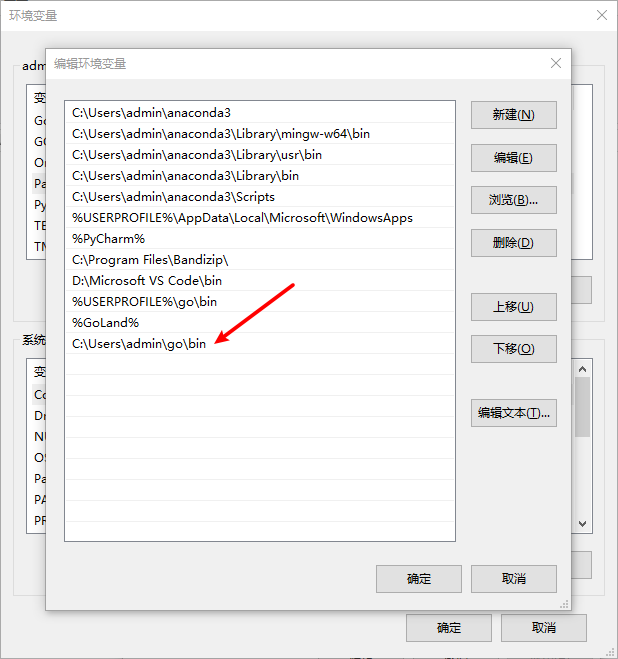 环境变量
adm
编辑环境变量
变
Go
GO
On
Pa
Py
TE
TM
系统
变
Co
Dr
NU
OS
Pa
PA
PR
C:\Users\admin\anaconda3
C:\Users\admin\anaconda3\Library\mingw-w64\bin
C:\Users\admin\anaconda3\Library\usr\bin
C:\Users\admin\anaconda3\Library\bin
C:\Users\admin\anaconda3\Scripts
%USERPROFILE%\AppData\Local\Microsoft\WindowsApps
%PyCharm%
C:\Program Files\Bandizip\
D:\Microsoft VS Code\bin
%USERPROFILE%\go\bin
%GoLand%
C:\Users\admin\go\bin
新建(N)
编辑(E)
浏览(B)...
删除(D)
上移(U)
下移(O)
编辑文本(T)...
确定
取消
确定
取消